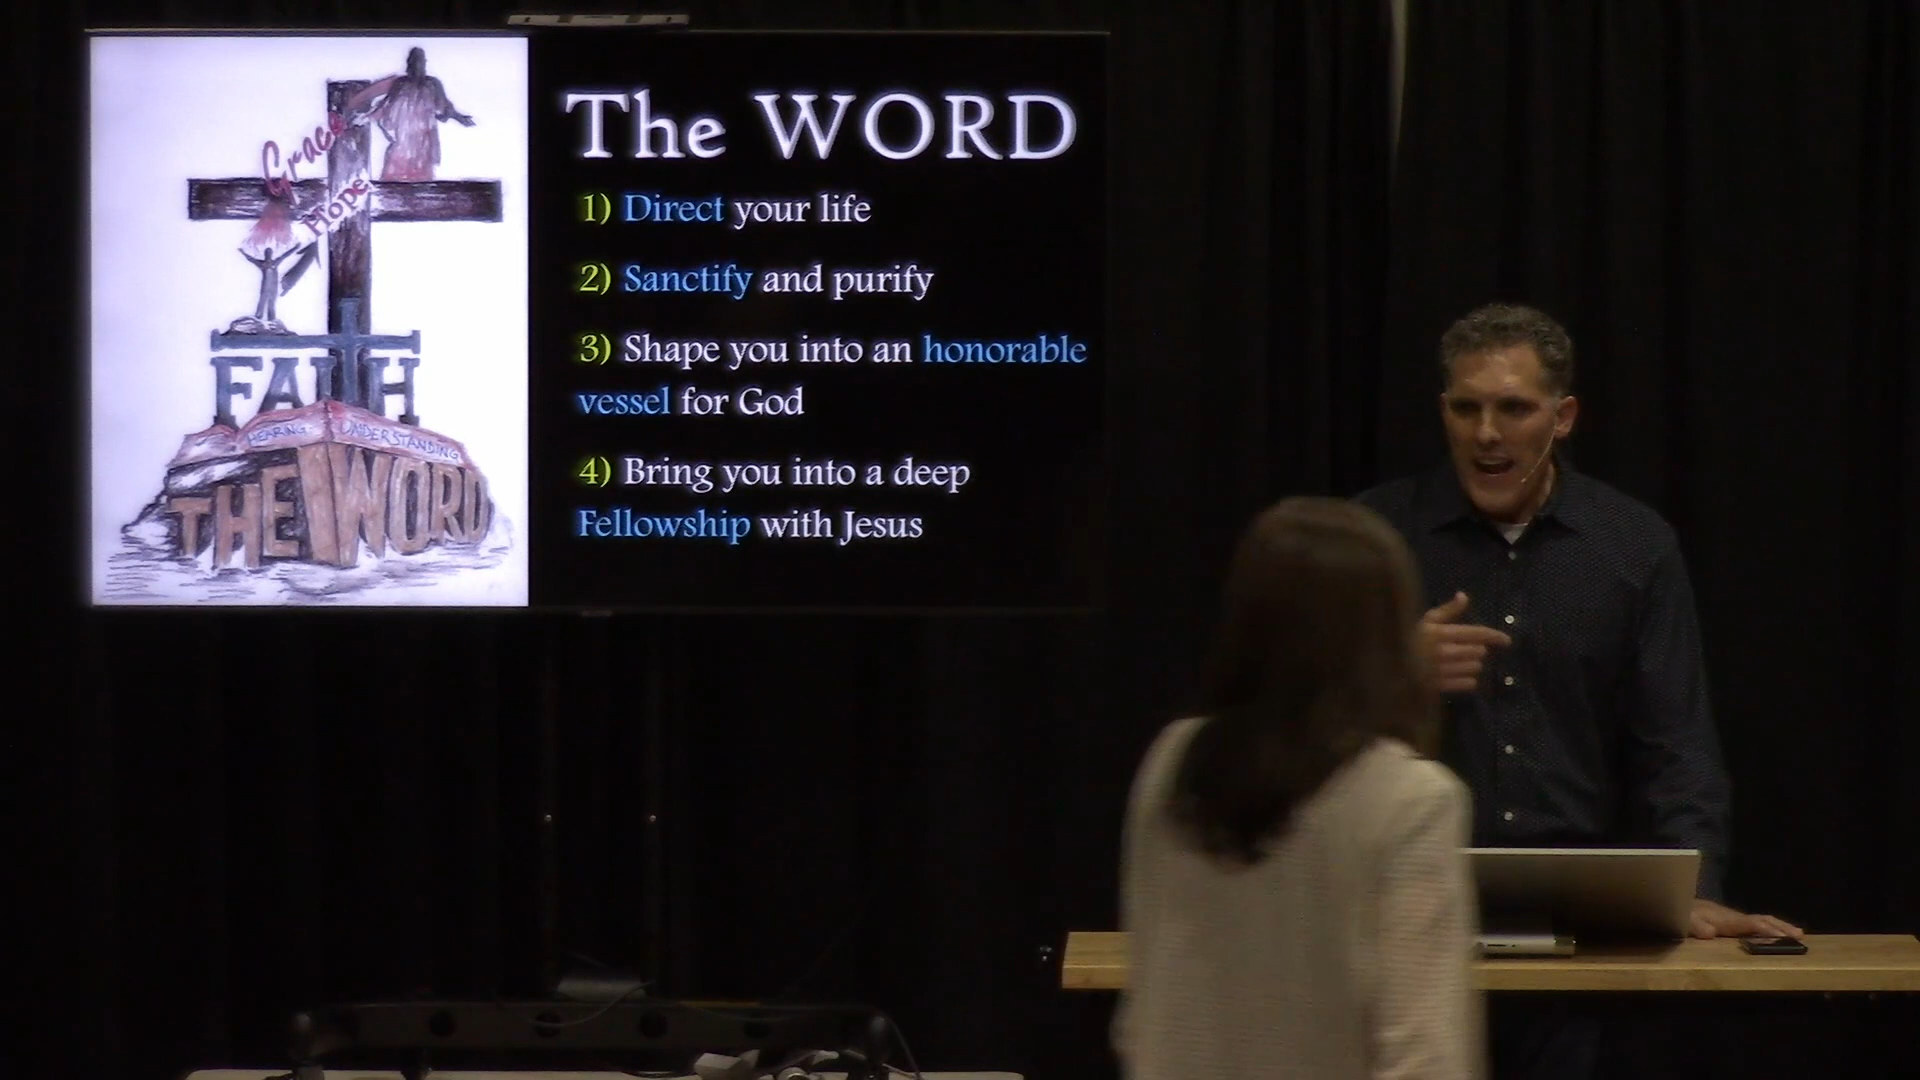 Grace
Hope
FAITH
HEARING
UNDERSTANDING
THE WORD
The WORD
1) Direct your life
2) Sanctify and purify
3) Shape you into an honorable
vessel for God
4) Bring you into a deep
Fellowship with Jesus